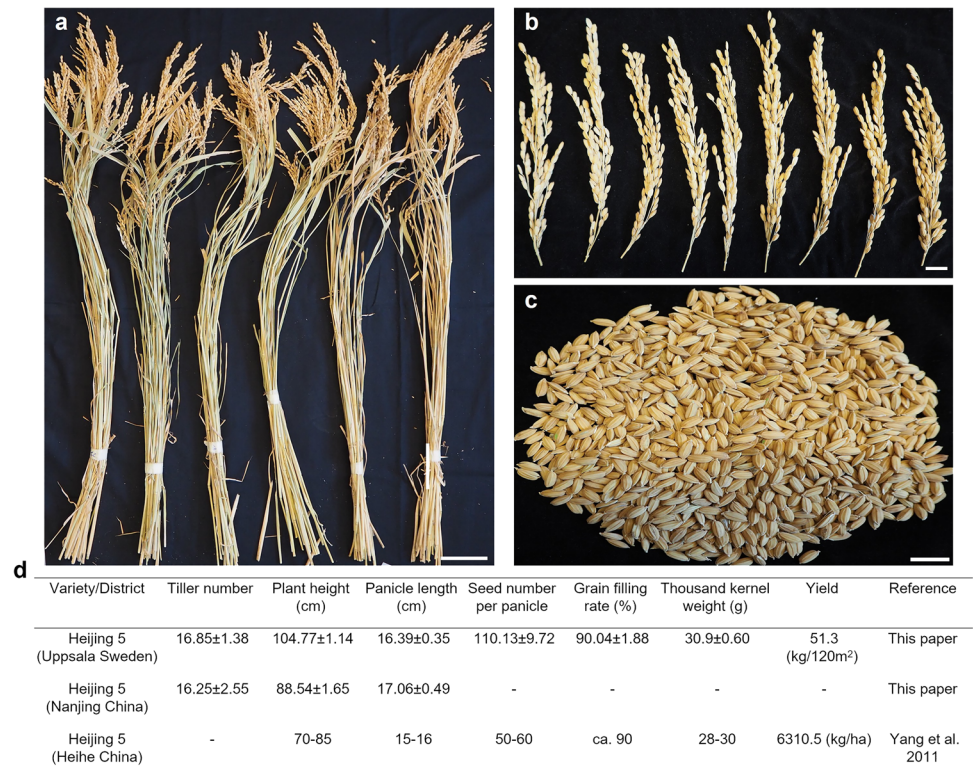 a
b
c
d
Variety/District Tiller number Plant height Panicle length Seed number Grain filling Thousand kernel Yield Reference
(cm) (cm) per panicle rate (%) weight (g)
Heijing 5 16.85±1.38 104.77±1.14 16.39±0.35 110.13±9.72 90.04±1.88 30.9±0.60 51.3 This paper
(Uppsala Sweden) (kg/120m²)
Heijing 5 16.25±2.55 88.54±1.65 17.06±0.49 - - - - This paper
(Nanjing China)
Heijing 5 - 70-85 15-16 50-60 ca. 90 28-30 6310.5 (kg/ha) Yang et al.
(Heihe China) 2011